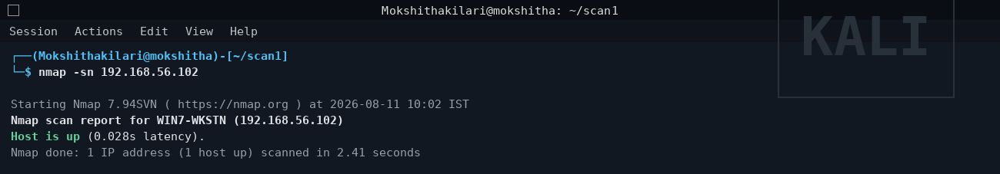 Mokshithakilari@mokshitha: ~/scan1
Session Actions Edit View Help
KALI
┌──(Mokshithakilari@mokshitha)-[~/scan1]
└─$ nmap -sn 192.168.56.102
Starting Nmap 7.94SVN ( https://nmap.org ) at 2026-08-11 10:02 IST
Nmap scan report for WIN7-WKSTN (192.168.56.102)
Host is up (0.028s latency).
Nmap done: 1 IP address (1 host up) scanned in 2.41 seconds